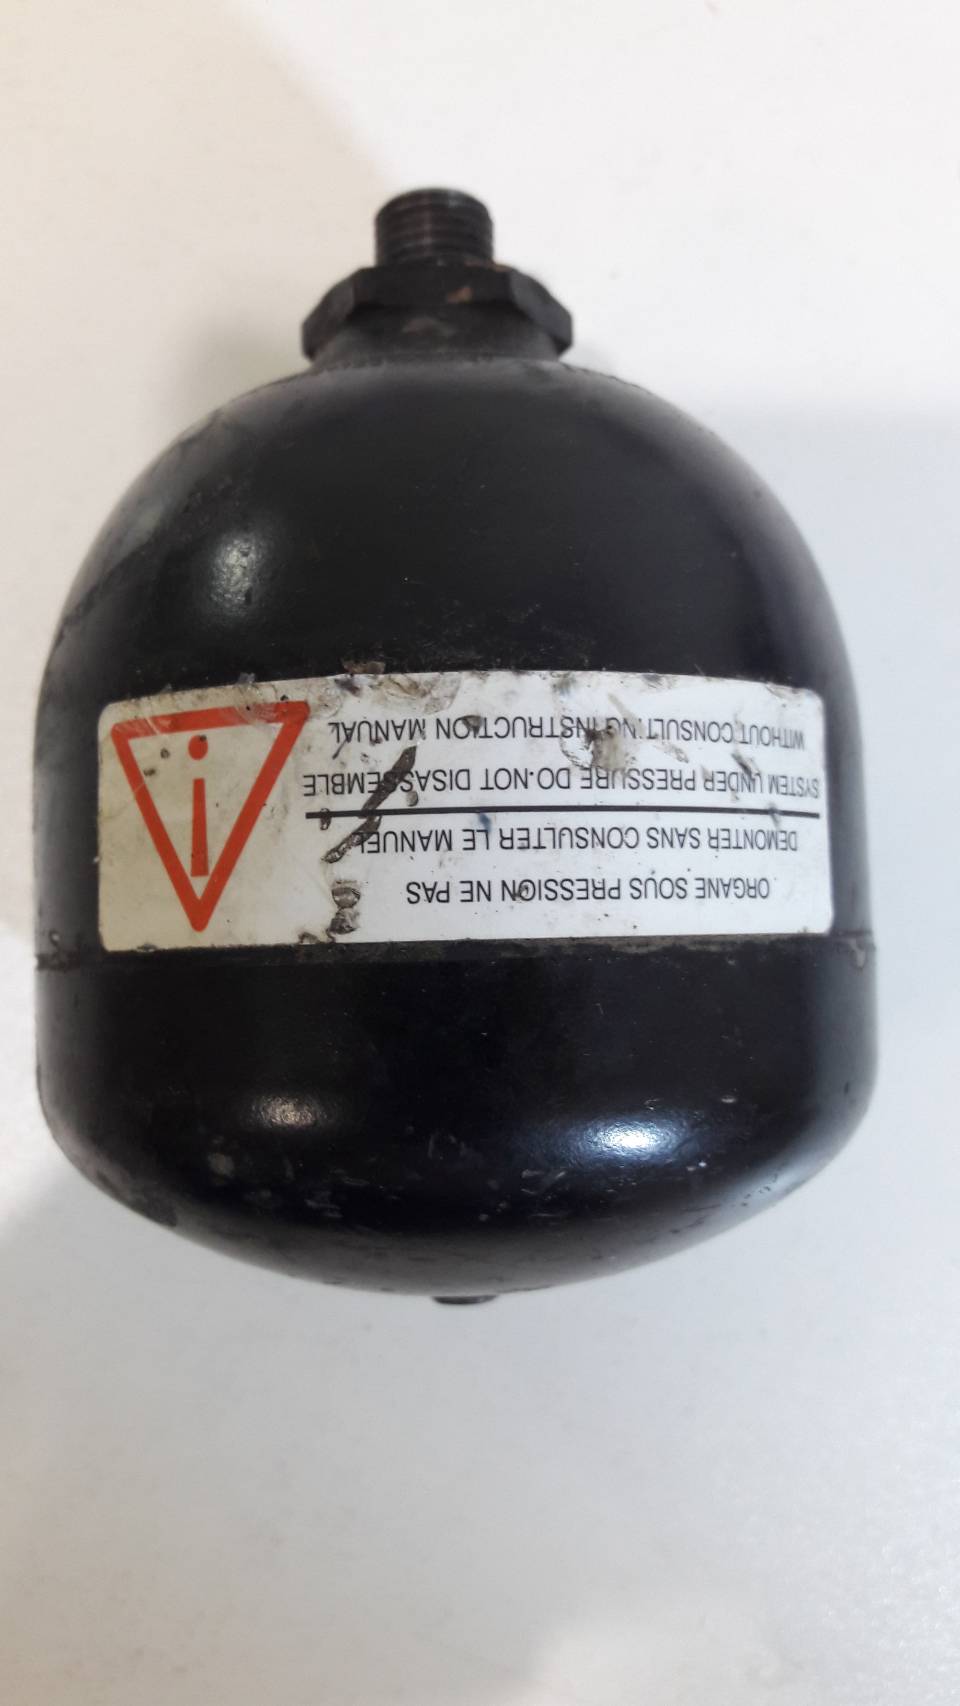 ORGANE SOUS PRESSION NE PAS
DEMONTER SANS CONSULTER LE MANUEL
SYSTEM UNDER PRESSURE DO NOT DISASSEMBLE
WITHOUT CONSULTING INSTRUCTION MANUAL
i